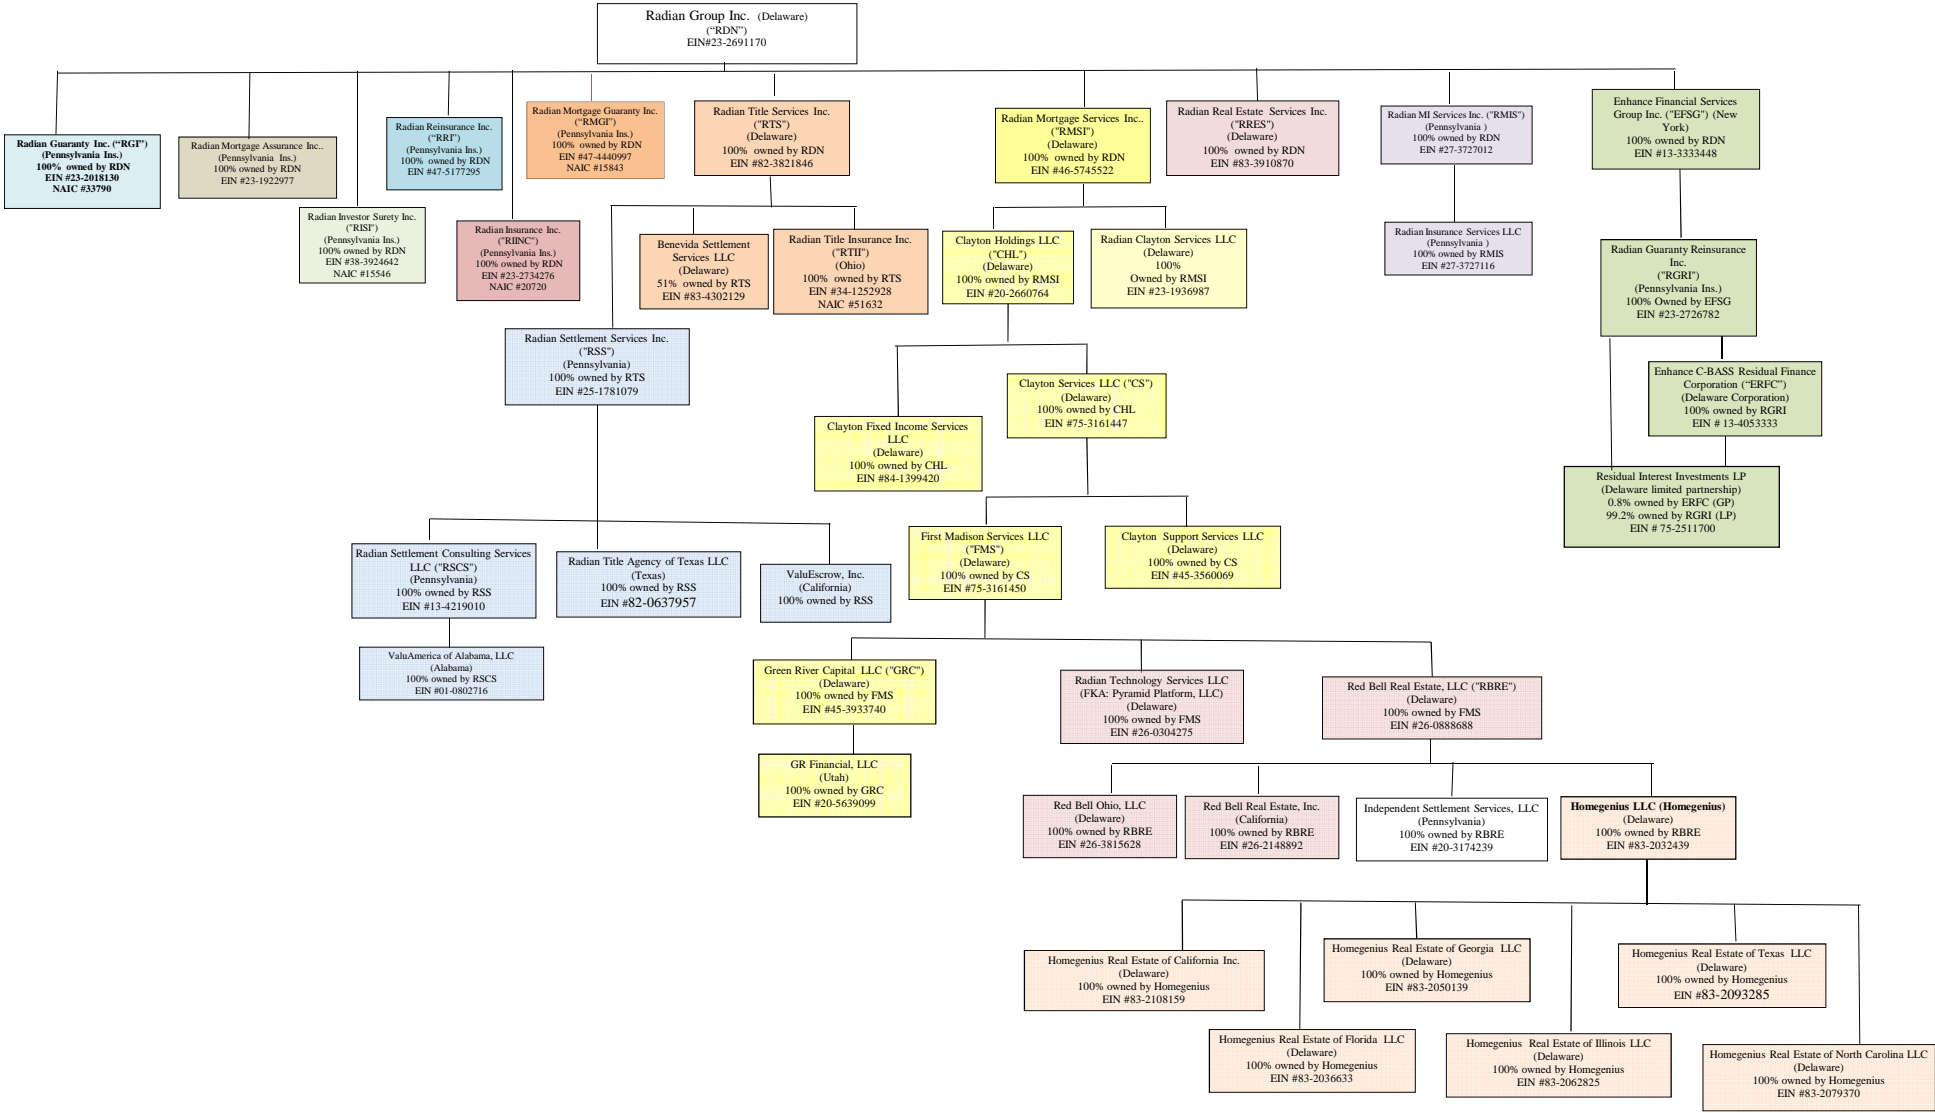 Radian Group Inc. (Delaware)
(“RDN”)
EIN#23-2691170
Radian Guaranty Inc. (“RGI”)
(Pennsylvania Ins.)
100% owned by RDN
EIN #23-2018130
NAIC #33790
Radian Mortgage Assurance Inc..
(Pennsylvania Ins.)
100% owned by RDN
EIN #23-1922977
Radian Investor Surety Inc.
("RISI")
(Pennsylvania Ins.)
100% owned by RDN
EIN #38-3924642
NAIC #15546
Radian Reinsurance Inc.
(“RRI”)
(Pennsylvania Ins.)
100% owned by RDN
EIN #47-5177295
Radian Insurance Inc.
("RIINC")
(Pennsylvania Ins.)
100% owned by RDN
EIN #23-2734276
NAIC #20720
Radian Mortgage Guaranty Inc.
("RMGI")
(Pennsylvania Ins.)
100% owned by RDN
EIN #47-4440997
NAIC #15843
Radian Title Services Inc.
("RTS")
(Delaware)
100% owned by RDN
EIN #82-3821846
Radian Mortgage Services Inc..
("RMSI")
(Delaware)
100% owned by RDN
EIN #46-5745522
Radian Real Estate Services Inc.
("RRES")
(Delaware)
100% owned by RDN
EIN #83-3910870
Radian MI Services Inc. ("RMIS")
(Pennsylvania )
100% owned by RDN
EIN #27-3727012
Enhance Financial Services
Group Inc. ("EFSG") (New
York)
100% owned by RDN
EIN #13-3333448
Benevida Settlement
Services LLC
(Delaware)
51% owned by RTS
EIN #83-4302129
Radian Title Insurance Inc.
("RTII")
(Ohio)
100% owned by RTS
EIN #34-1252928
NAIC #51632
Clayton Holdings LLC
("CHL")
(Delaware)
100% owned by RMSI
EIN #20-2660764
Radian Clayton Services LLC
(Delaware)
100%
Owned by RMSI
EIN #23-1936987
Radian Insurance Services LLC
(Pennsylvania )
100% owned by RMIS
EIN #27-3727116
Radian Guaranty Reinsurance
Inc.
("RGRI")
(Pennsylvania Ins.)
100% Owned by EFSG
EIN #23-2726782
Radian Settlement Services Inc.
("RSS")
(Pennsylvania)
100% owned by RTS
EIN #25-1781079
Enhance C-BASS Residual Finance
Corporation (“ERFC”)
(Delaware Corporation)
100% owned by RGRI
EIN # 13-4053333
Clayton Services LLC ("CS")
(Delaware)
100% owned by CHL
EIN #75-3161447
Clayton Fixed Income Services
LLC
(Delaware)
100% owned by CHL
EIN #84-1399420
Residual Interest Investments LP
(Delaware limited partnership)
0.8% owned by ERFC (GP)
99.2% owned by RGRI (LP)
EIN # 75-2511700
First Madison Services LLC
("FMS")
(Delaware)
100% owned by CS
EIN #75-3161450
Clayton Support Services LLC
(Delaware)
100% owned by CS
EIN #45-3560069
Radian Settlement Consulting Services
LLC ("RSCS")
(Pennsylvania)
100% owned by RSS
EIN #13-4219010
Radian Title Agency of Texas LLC
(Texas)
100% owned by RSS
EIN #82-0637957
ValuEscrow, Inc.
(California)
100% owned by RSS
ValuAmerica of Alabama, LLC
(Alabama)
100% owned by RSCS
EIN #01-0802716
Green River Capital LLC ("GRC")
(Delaware)
100% owned by FMS
EIN #45-3933740
Radian Technology Services LLC
(FKA: Pyramid Platform, LLC)
(Delaware)
100% owned by FMS
EIN #26-0304275
Red Bell Real Estate, LLC ("RBRE")
(Delaware)
100% owned by FMS
EIN #26-0888688
GR Financial, LLC
(Utah)
100% owned by GRC
EIN #20-5639099
Red Bell Ohio, LLC
(Delaware)
100% owned by RBRE
EIN #26-3815628
Red Bell Real Estate, Inc.
(California)
100% owned by RBRE
EIN #26-2148892
Independent Settlement Services, LLC
(Pennsylvania)
100% owned by RBRE
EIN #20-3174239
Homegenius LLC (Homegenius)
(Delaware)
100% owned by RBRE
EIN #83-2032439
Homegenius Real Estate of California Inc.
(Delaware)
100% owned by Homegenius
EIN #83-2108159
Homegenius Real Estate of Georgia LLC
(Delaware)
100% owned by Homegenius
EIN #83-2050139
Homegenius Real Estate of Texas LLC
(Delaware)
100% owned by Homegenius
EIN #83-2093285
Homegenius Real Estate of Florida LLC
(Delaware)
100% owned by Homegenius
EIN #83-2036633
Homegenius Real Estate of Illinois LLC
(Delaware)
100% owned by Homegenius
EIN #83-2062825
Homegenius Real Estate of North Carolina LLC
(Delaware)
100% owned by Homegenius
EIN #83-2079370